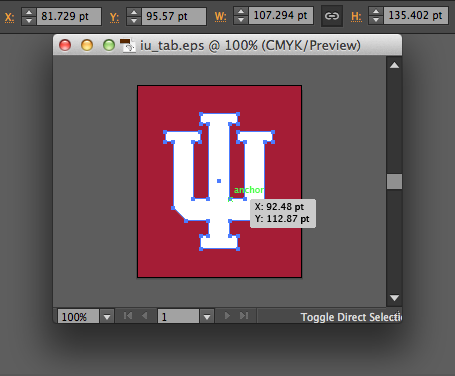 X: 81.729 pt Y: 95.57 pt W: 107.294 pt H: 135.402 pt
iu_tab.eps @ 100% (CMYK/Preview)
anchor
X: 92.48 pt
Y: 112.87 pt
100% 1 Toggle Direct Selecti